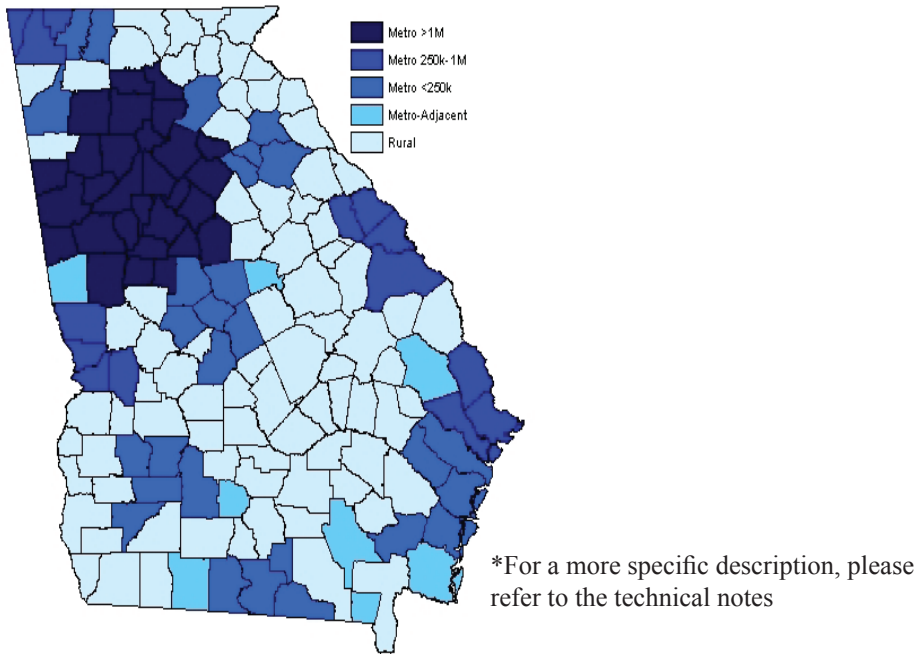 Metro >1M
Metro 250k-1M
Metro <250k
Metro-Adjacent
Rural
*For a more specific description, please
refer to the technical notes